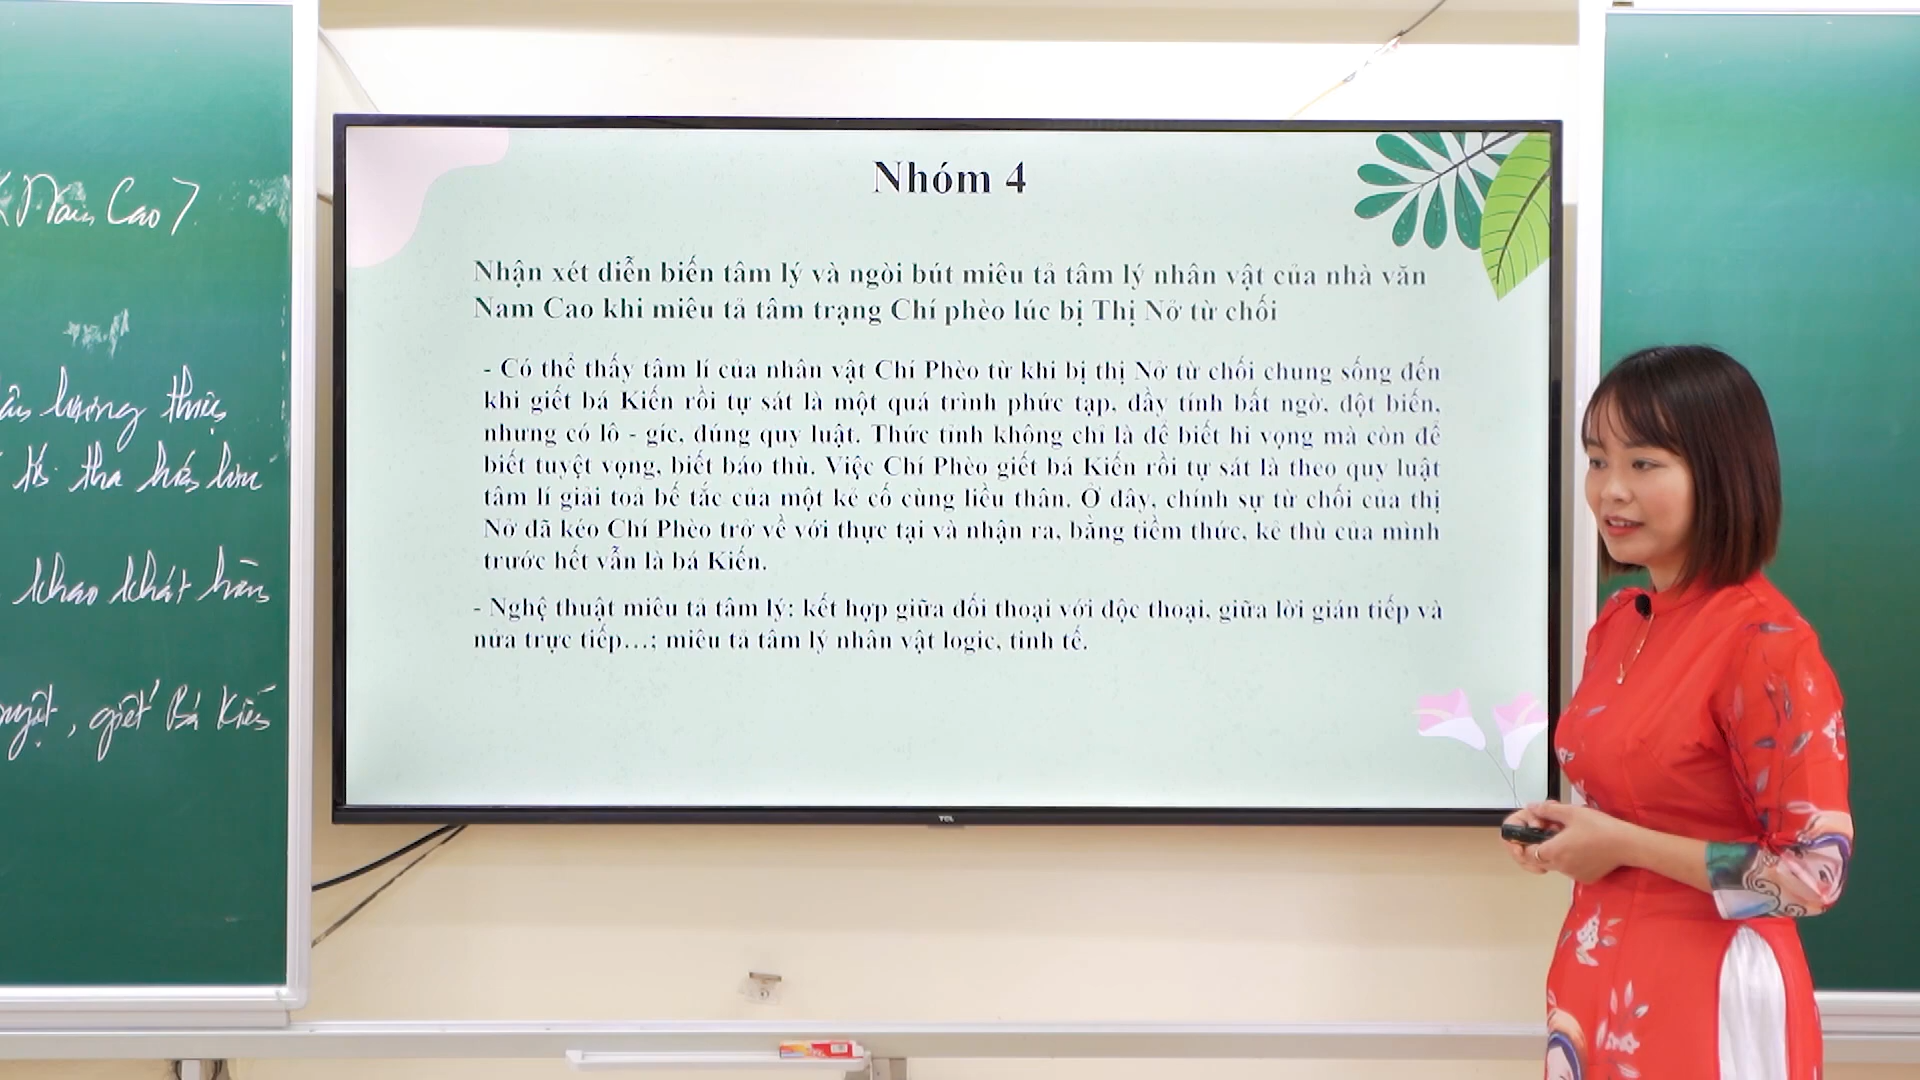 (Nam Cao)
lương thiện
tha hóa lưu
khao khát hoàn
, giết Bá Kiến
Nhóm 4
Nhận xét diễn biến tâm lý và ngòi bút miêu tả tâm lý nhân vật của nhà văn
Nam Cao khi miêu tả tâm trạng Chí phèo lúc bị Thị Nở từ chối
- Có thể thấy tâm lí của nhân vật Chí Phèo từ khi bị thị Nở từ chối chung sống đến
khi giết bá Kiến rồi tự sát là một quá trình phức tạp, đầy tính bất ngờ, đột biến,
nhưng có lô - gíc, đúng quy luật. Thức tỉnh không chỉ là để biết hi vọng mà còn để
biết tuyệt vọng, biết báo thù. Việc Chí Phèo giết bá Kiến rồi tự sát là theo quy luật
tâm lí giải toả bế tắc của một kẻ cố cùng liều thân. Ở đây, chính sự từ chối của thị
Nở đã kéo Chí Phèo trở về với thực tại và nhận ra, bằng tiềm thức, kẻ thù của mình
trước hết vẫn là bá Kiến.
- Nghệ thuật miêu tả tâm lý: kết hợp giữa đối thoại với độc thoại, giữa lời gián tiếp và
nửa trực tiếp…; miêu tả tâm lý nhân vật logic, tinh tế.
TCL